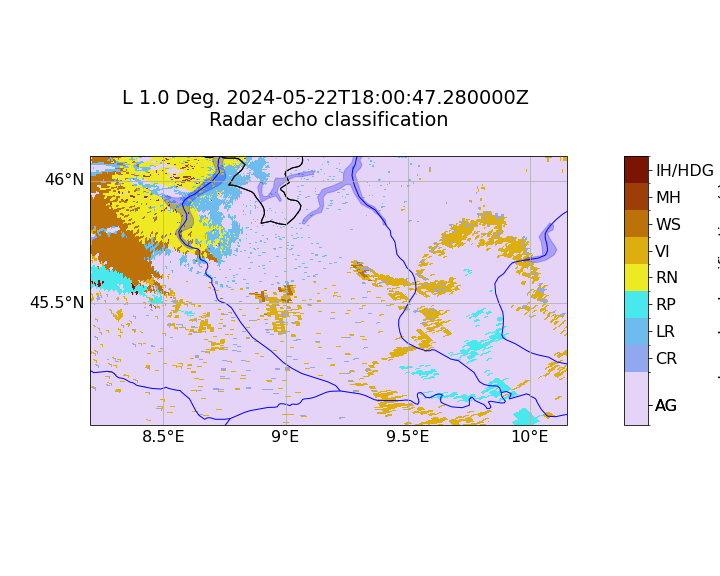 L 1.0 Deg. 2024-05-22T18:00:47.280000Z
Radar echo classification
46°N
45.5°N
8.5°E
9°E
9.5°E
10°E
IH/HDG
MH
WS
VI
RN
RP
LR
CR
AG